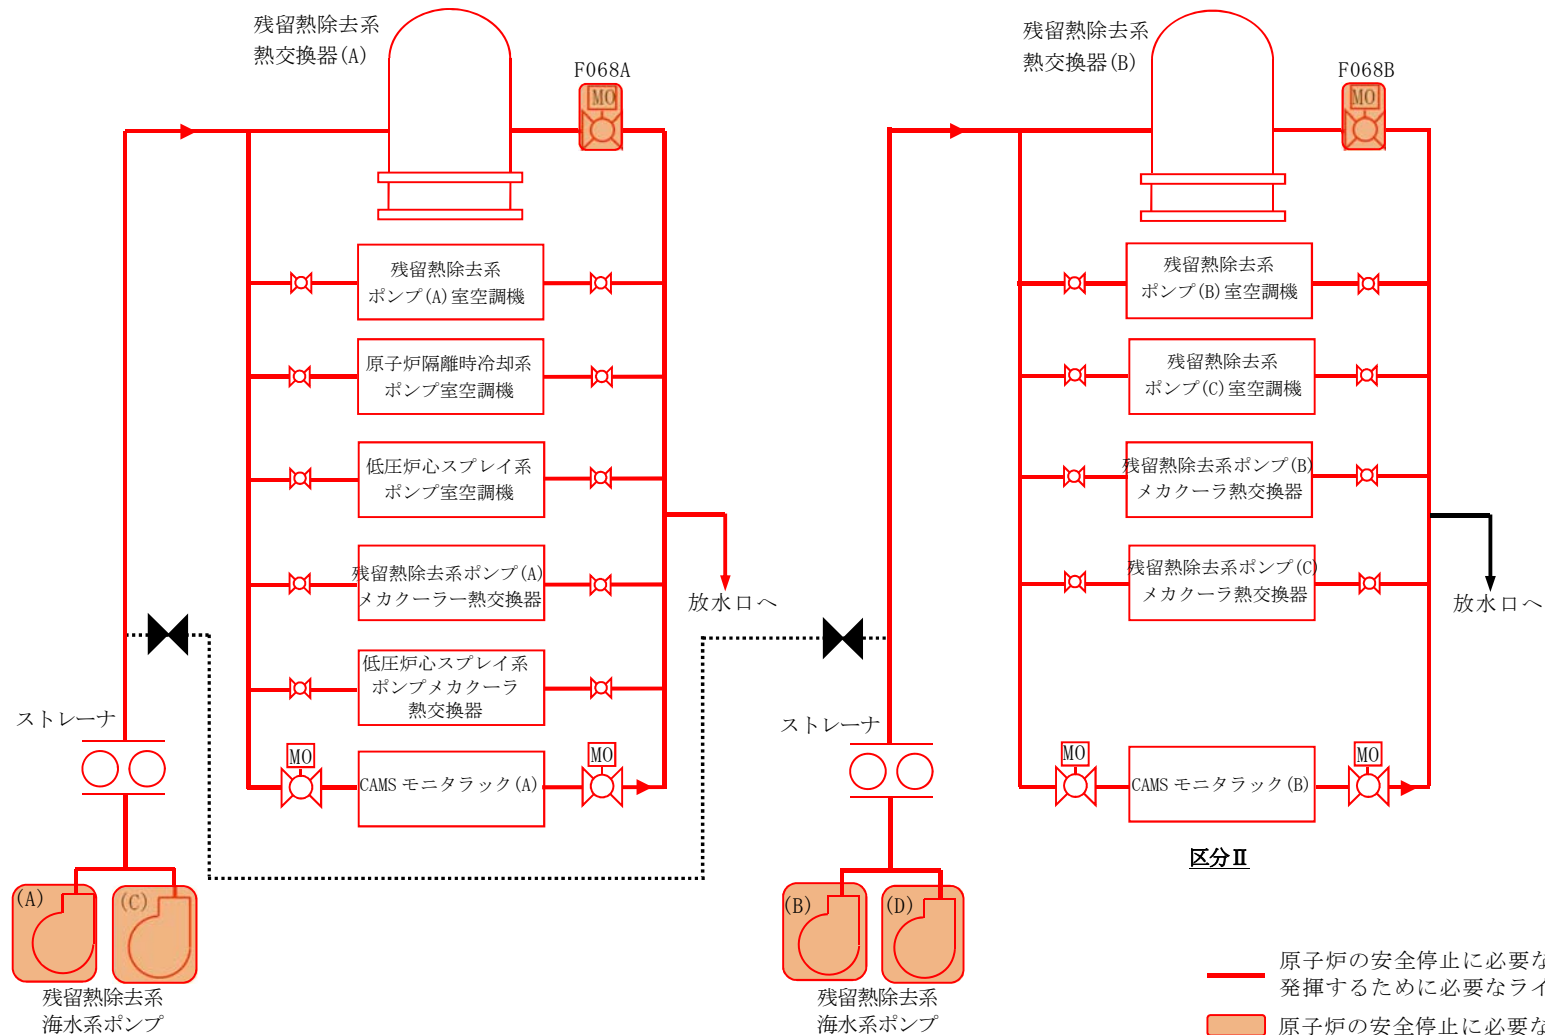 残留熱除去系
熱交換器(A)
F068A
MO
残留熱除去系
ポンプ(A)室空調機
原子炉隔離時冷却系
ポンプ室空調機
低圧炉心スプレイ系
ポンプ室空調機
残留熱除去系ポンプ(A)
メカクーラー熱交換器
低圧炉心スプレイ系
ポンプメカクーラ
熱交換器
MO
MO
CAMSモニタラック(A)
放水口へ
ストレーナ
(A)
(C)
残留熱除去系
海水系ポンプ
残留熱除去系
熱交換器(B)
F068B
MO
残留熱除去系
ポンプ(B)室空調機
残留熱除去系
ポンプ(C)室空調機
残留熱除去系ポンプ(B)
メカクーラ熱交換器
残留熱除去系ポンプ(C)
メカクーラ熱交換器
MO
MO
CAMSモニタラック(B)
放水口へ
区分Ⅱ
ストレーナ
(B)
(D)
残留熱除去系
海水系ポンプ
原子炉の安全停止に必要な
発揮するために必要なライ
原子炉の安全停止に必要な